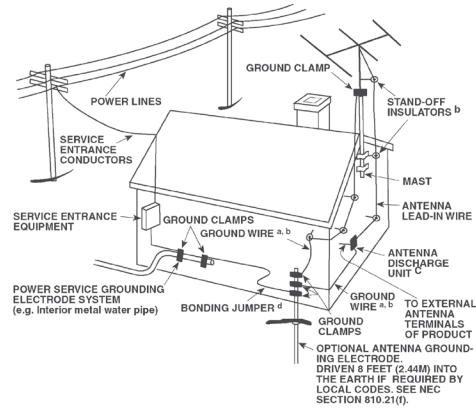 GROUND CLAMP
POWER LINES
STAND-OFF
INSULATORS b
SERVICE
ENTRANCE
CONDUCTORS
MAST
ANTENNA
LEAD-IN WIRE
SERVICE ENTRANCE
EQUIPMENT
GROUND CLAMPS
GROUND WIRE a, b
ANTENNA
DISCHARGE
UNIT C
POWER SERVICE GROUNDING
ELECTRODE SYSTEM
(e.g. Interior metal water pipe)
BONDING JUMPER d
GROUND
WIRE a, b
GROUND
CLAMPS
TO EXTERNAL
ANTENNA
TERMINALS
OF PRODUCT
OPTIONAL ANTENNA GROUND-
ING ELECTRODE.
DRIVEN 8 FEET (2.44M) INTO
THE EARTH IF REQUIRED BY
LOCAL CODES. SEE NEC
SECTION 810.21(f).